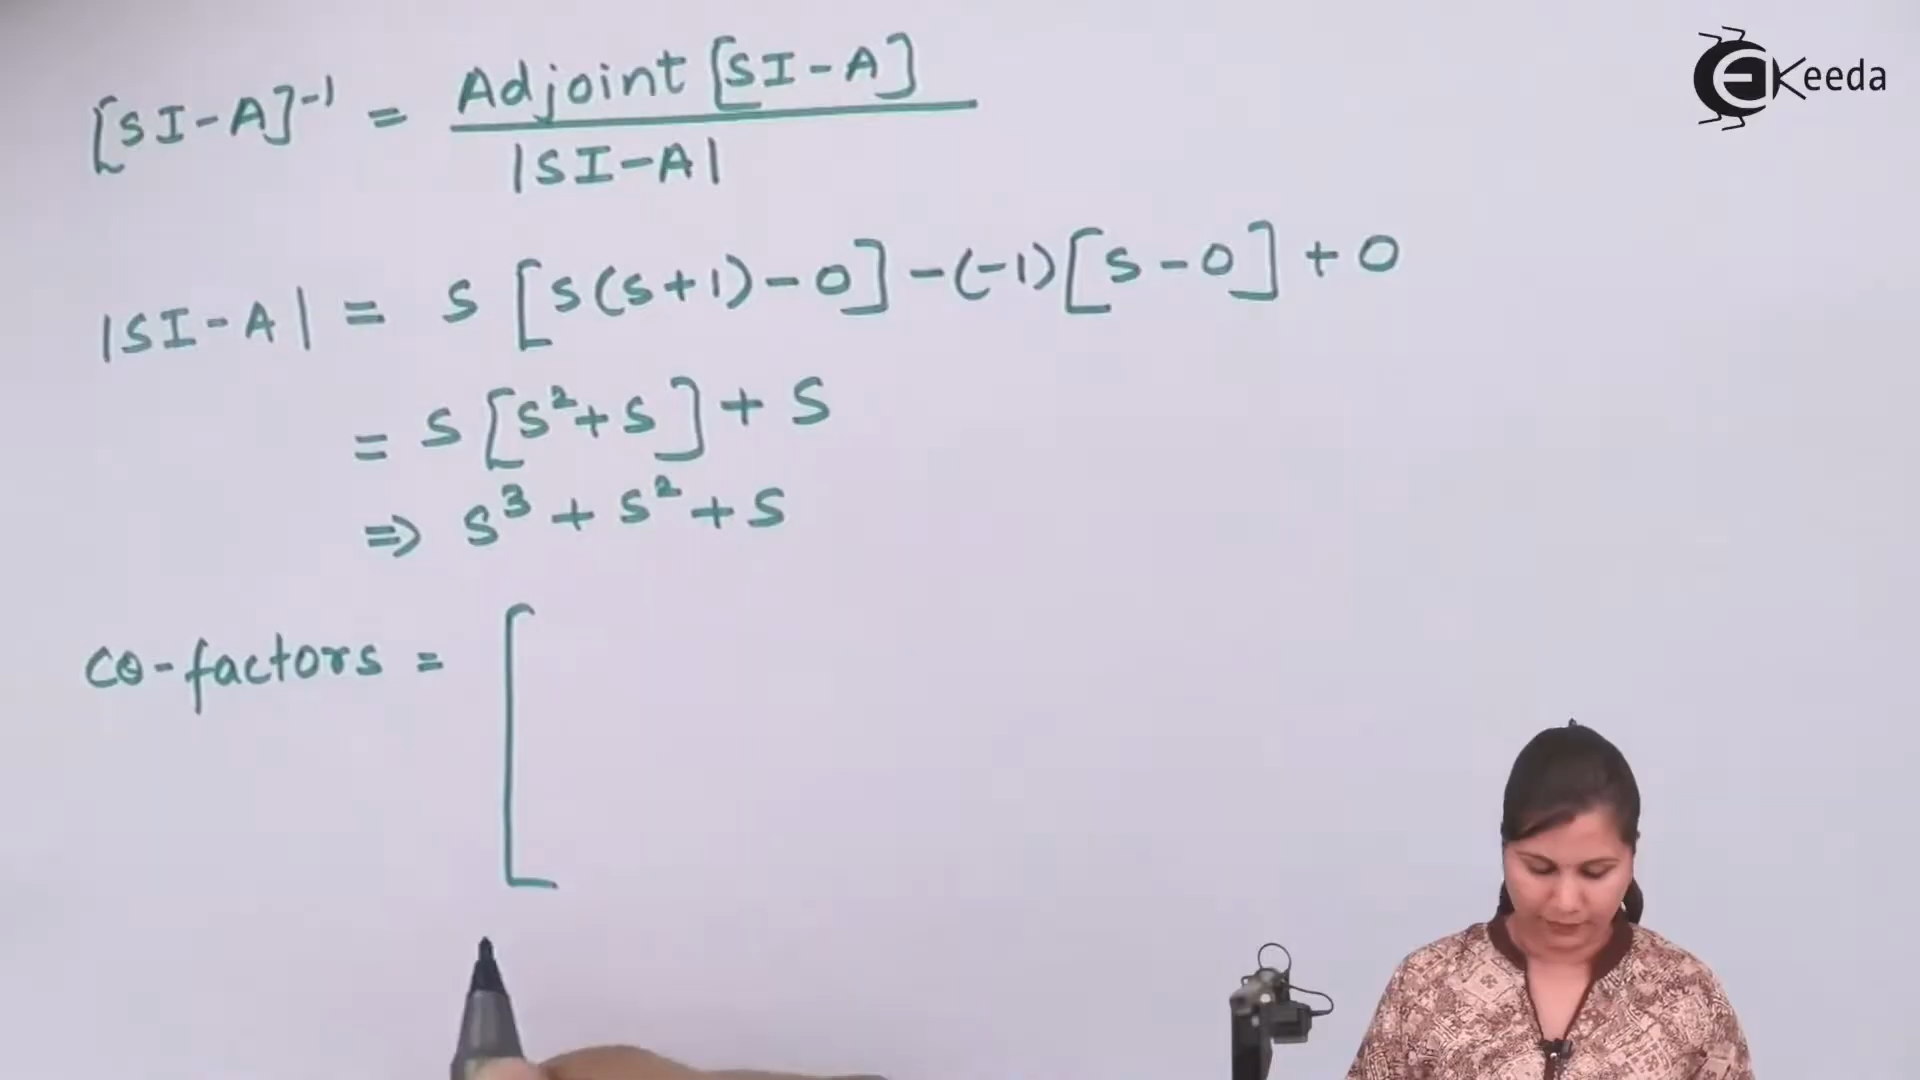 Keeda
[SI-A]⁻¹ = Adjoint [SI-A]
|SI-A|
|SI-A| = S [S(S+1)-0] -(-1)[S-0] + 0
= S [S²+S] + S
⇒ S³ + S² + S
co-factors = [